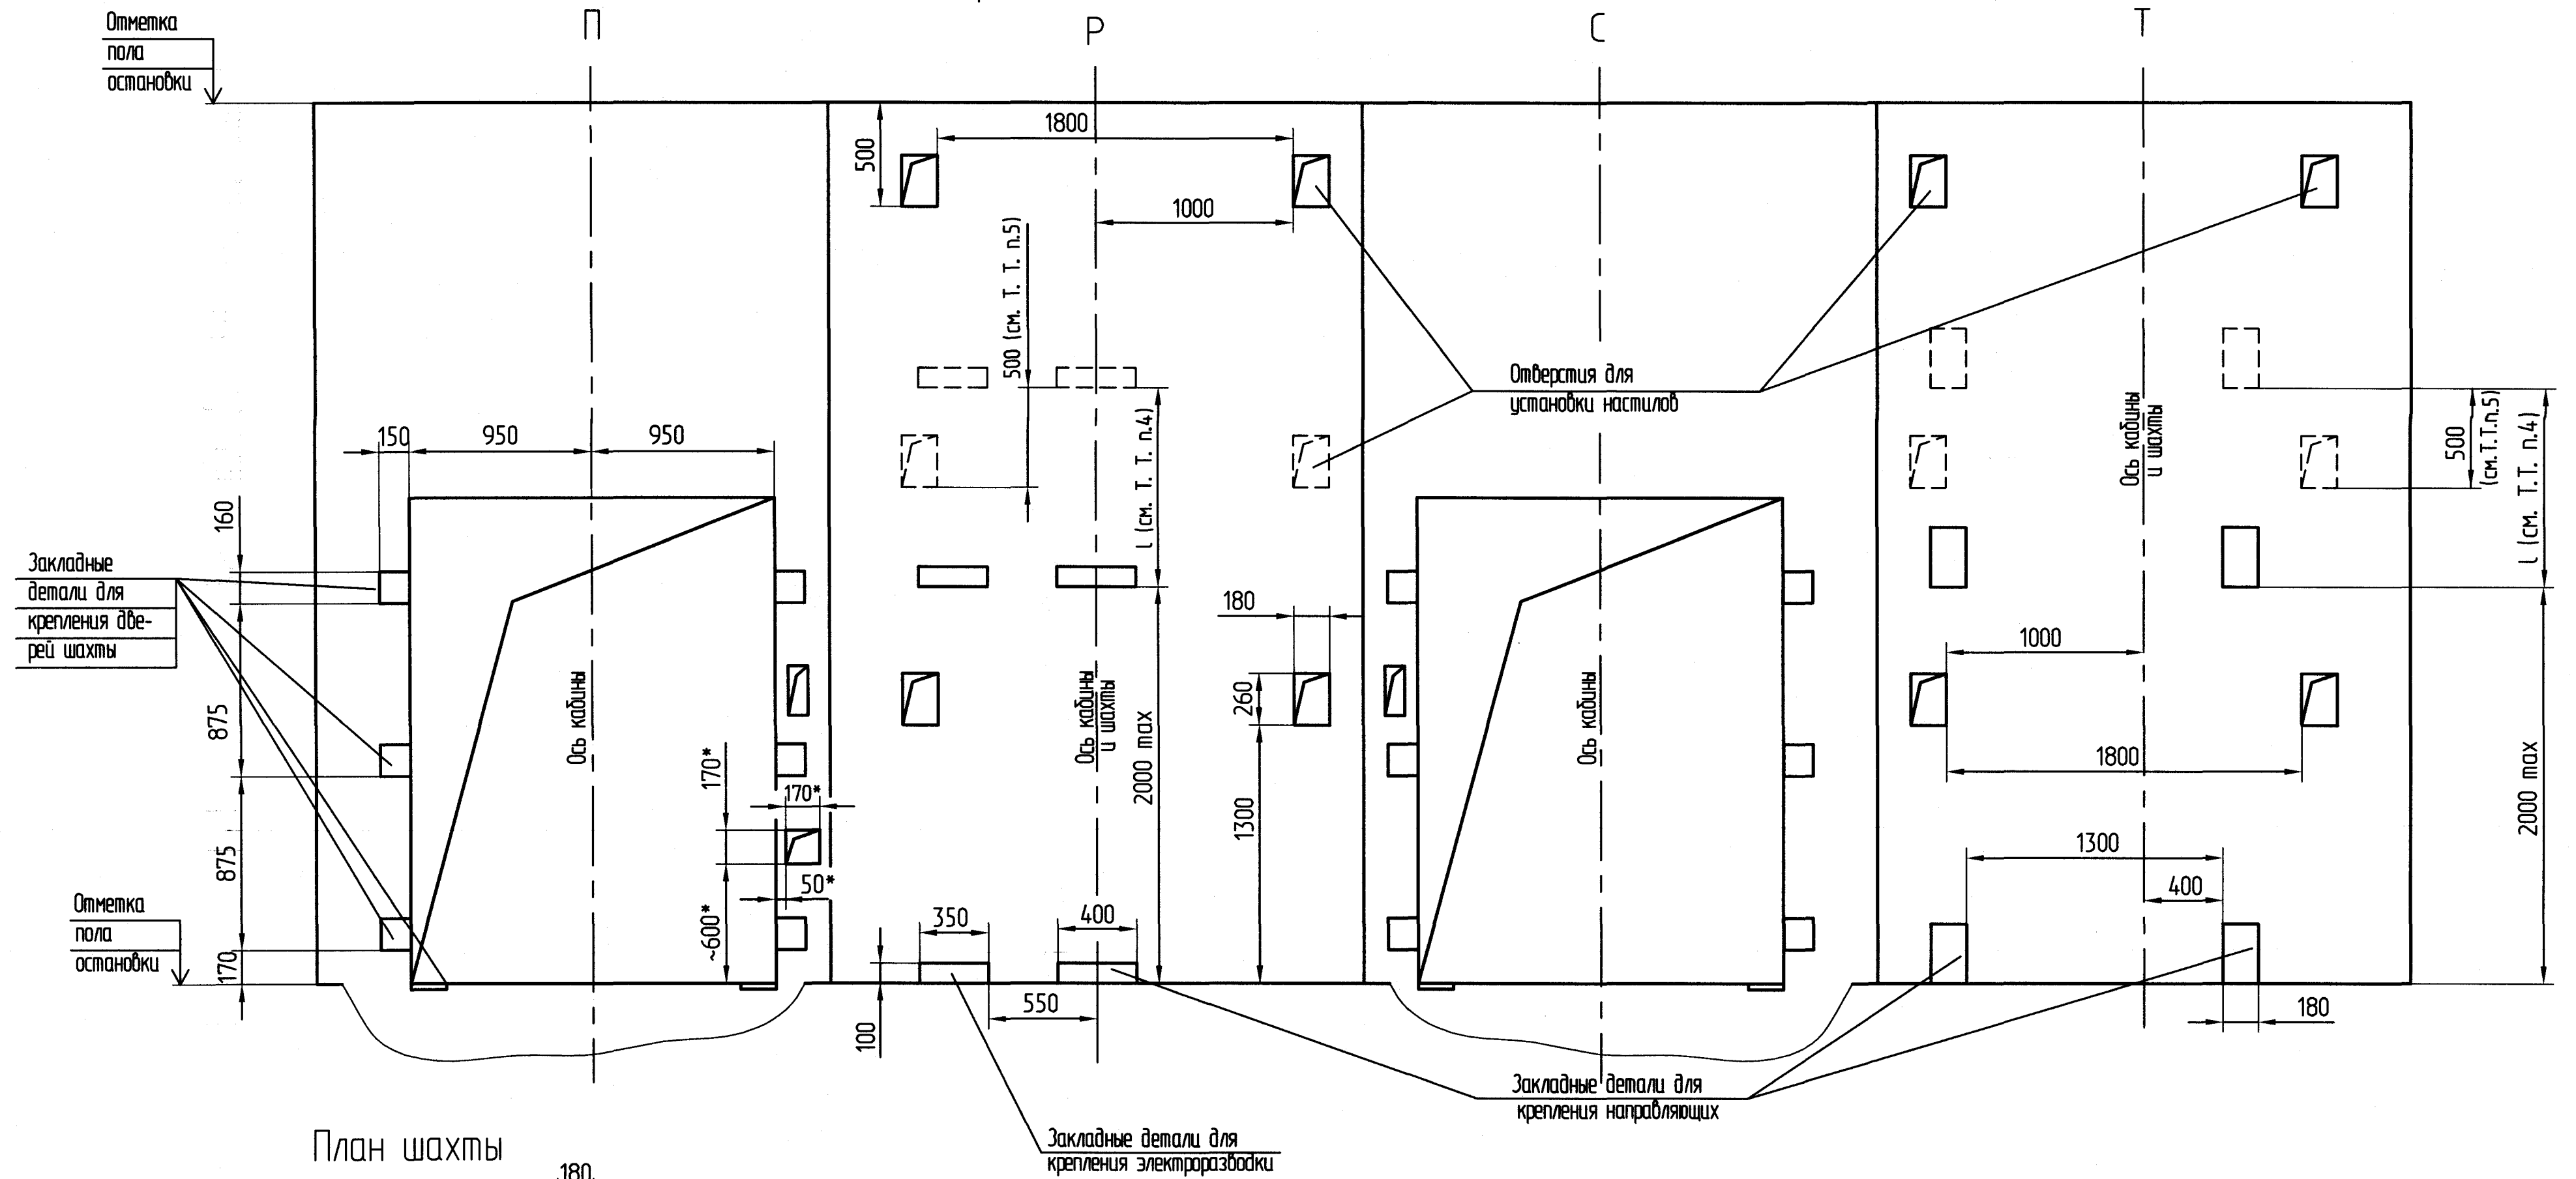 Отметка
пола
остановки
П
Р
С
Т
1800
500
1000
500 (см. Т. Т. п.5)
Отверстия для
установки настилов
150
950
950
160
l (см. Т. Т. п.4)
Ось кабины
и шахты
500
(см.Т.Т.п.5)
l (см. Т.Т. п.4)
Закладные
детали для
крепления две-
рей шахты
180
1000
875
Ось кабины
Ось кабины
и шахты
260
Ось кабины
170*
170*
2000 max
1300
1800
2000 max
875
50*
~600*
1300
400
Отметка
пола
остановки
170
350
400
550
100
180
Закладные детали для
крепления направляющих
Закладные детали для
крепления электроразводки
План шахты
180